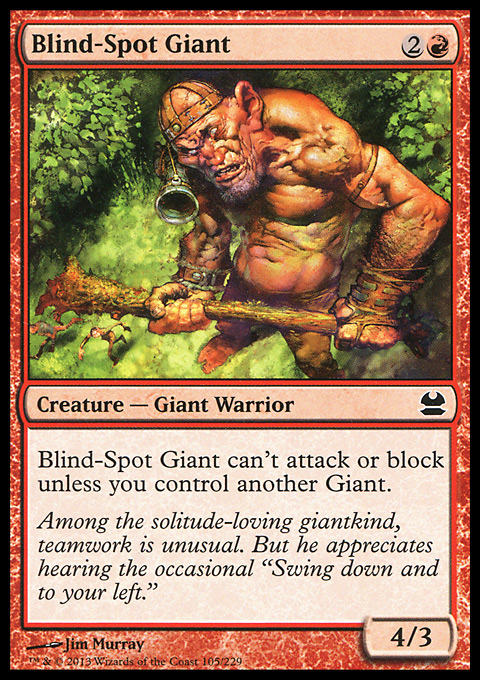 Blind-Spot Giant 2
Creature — Giant Warrior
Blind-Spot Giant can't attack or block
unless you control another Giant.
Among the solitude-loving giantkind,
teamwork is unusual. But he appreciates
hearing the occasional “Swing down and
to your left.”
4/3
Jim Murray
™ & © 2013 Wizards of the Coast 105/229